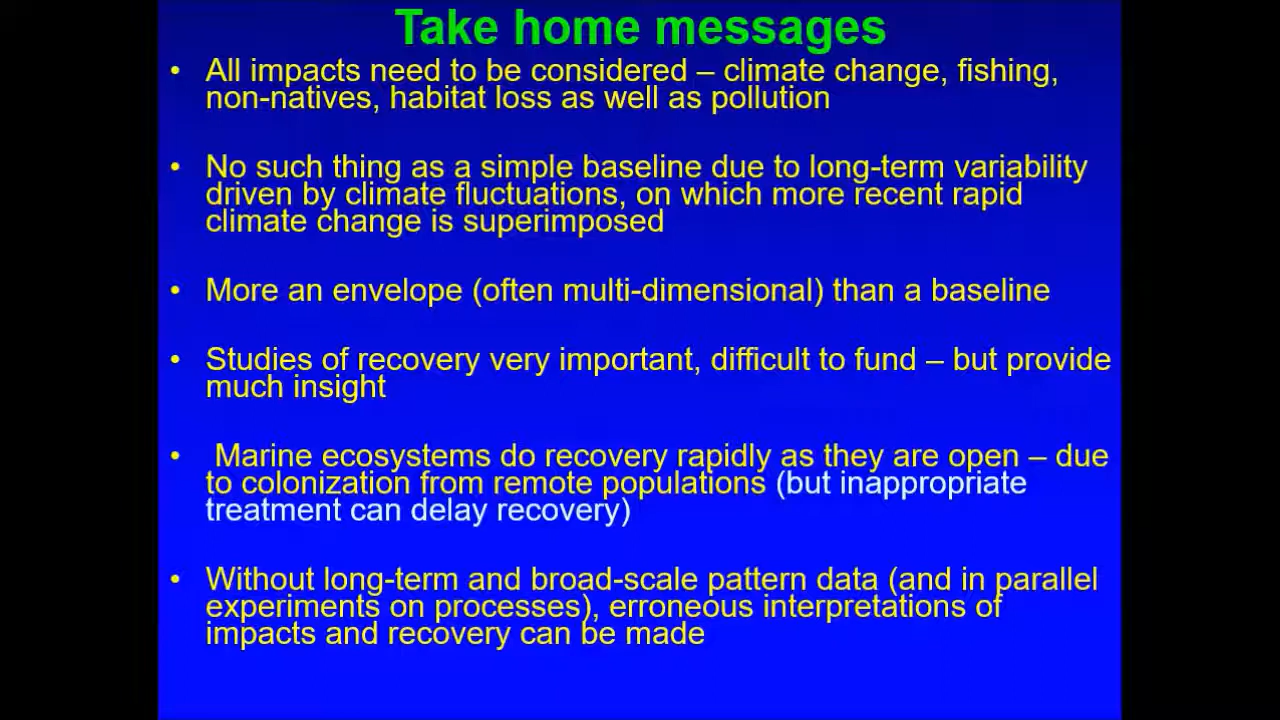 Take home messages
• All impacts need to be considered – climate change, fishing,
non-natives, habitat loss as well as pollution
• No such thing as a simple baseline due to long-term variability
driven by climate fluctuations, on which more recent rapid
climate change is superimposed
• More an envelope (often multi-dimensional) than a baseline
• Studies of recovery very important, difficult to fund – but provide
much insight
• Marine ecosystems do recovery rapidly as they are open – due
to colonization from remote populations (but inappropriate
treatment can delay recovery)
• Without long-term and broad-scale pattern data (and in parallel
experiments on processes), erroneous interpretations of
impacts and recovery can be made